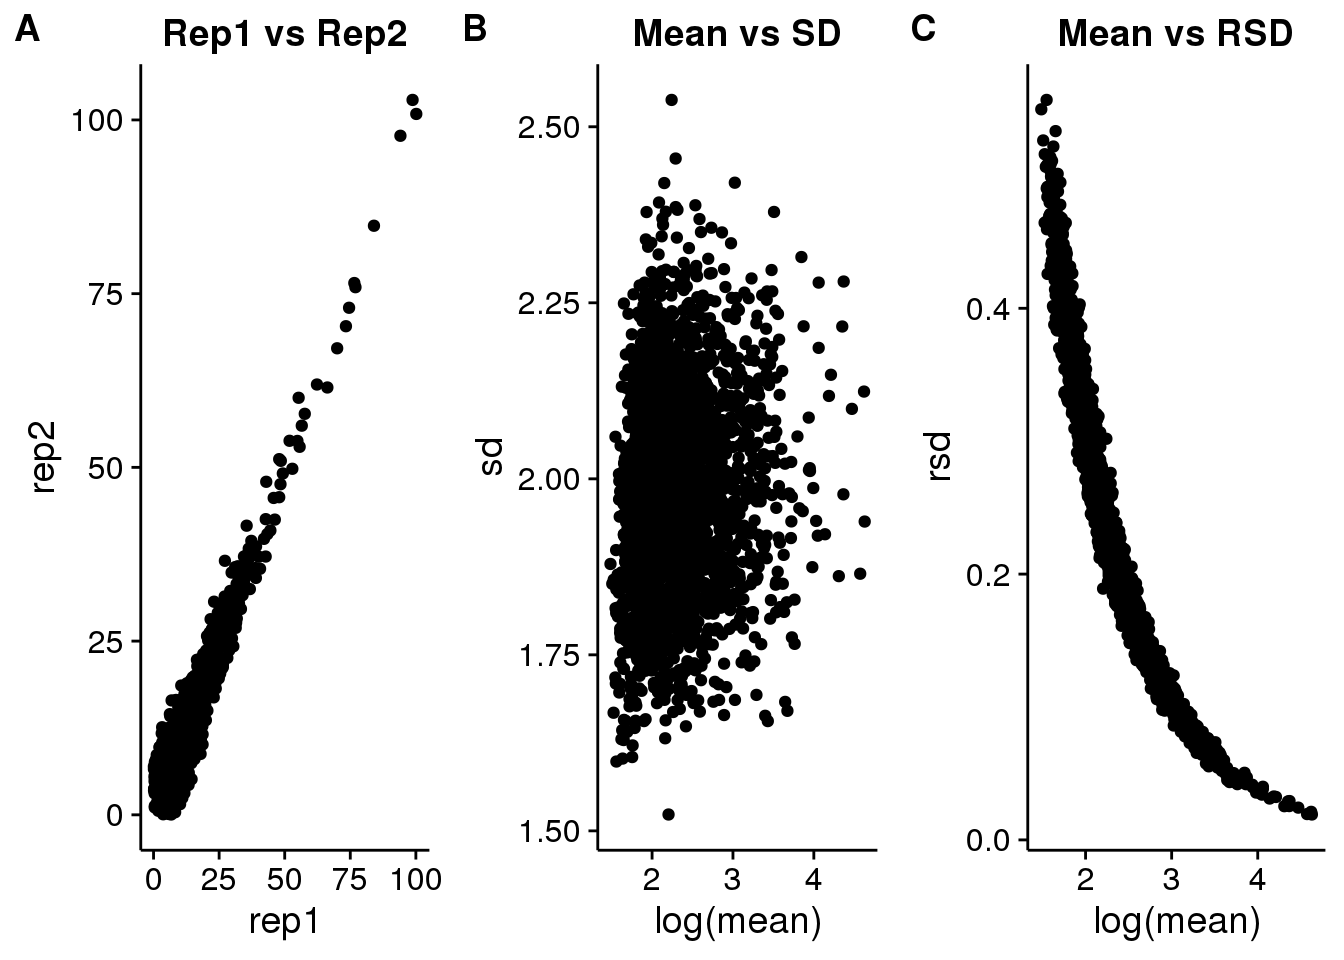 A
Rep1 vs Rep2
100
75
50
25
0
rep2
0 25 50 75 100
rep1
B
Mean vs SD
2.50
2.25
2.00
1.75
1.50
sd
2 3 4
log(mean)
C
Mean vs RSD
0.4
0.2
0.0
rsd
2 3 4
log(mean)